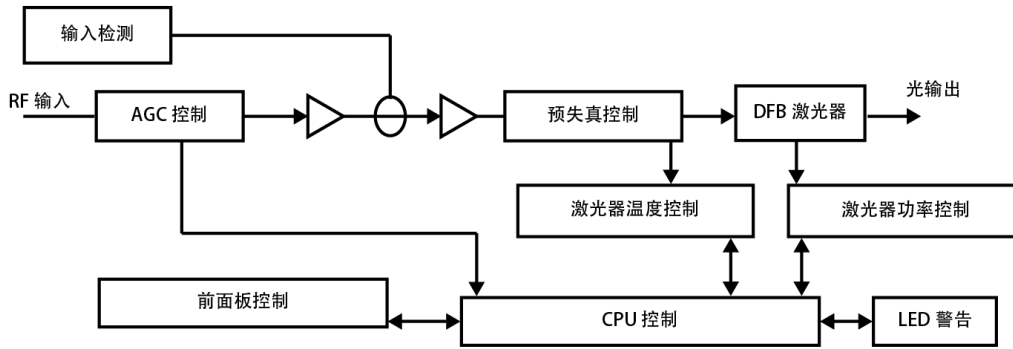 输入检测
RF 输入
AGC 控制
预失真控制
DFB 激光器
光输出
激光器温度控制
激光器功率控制
前面板控制
CPU 控制
LED 警告